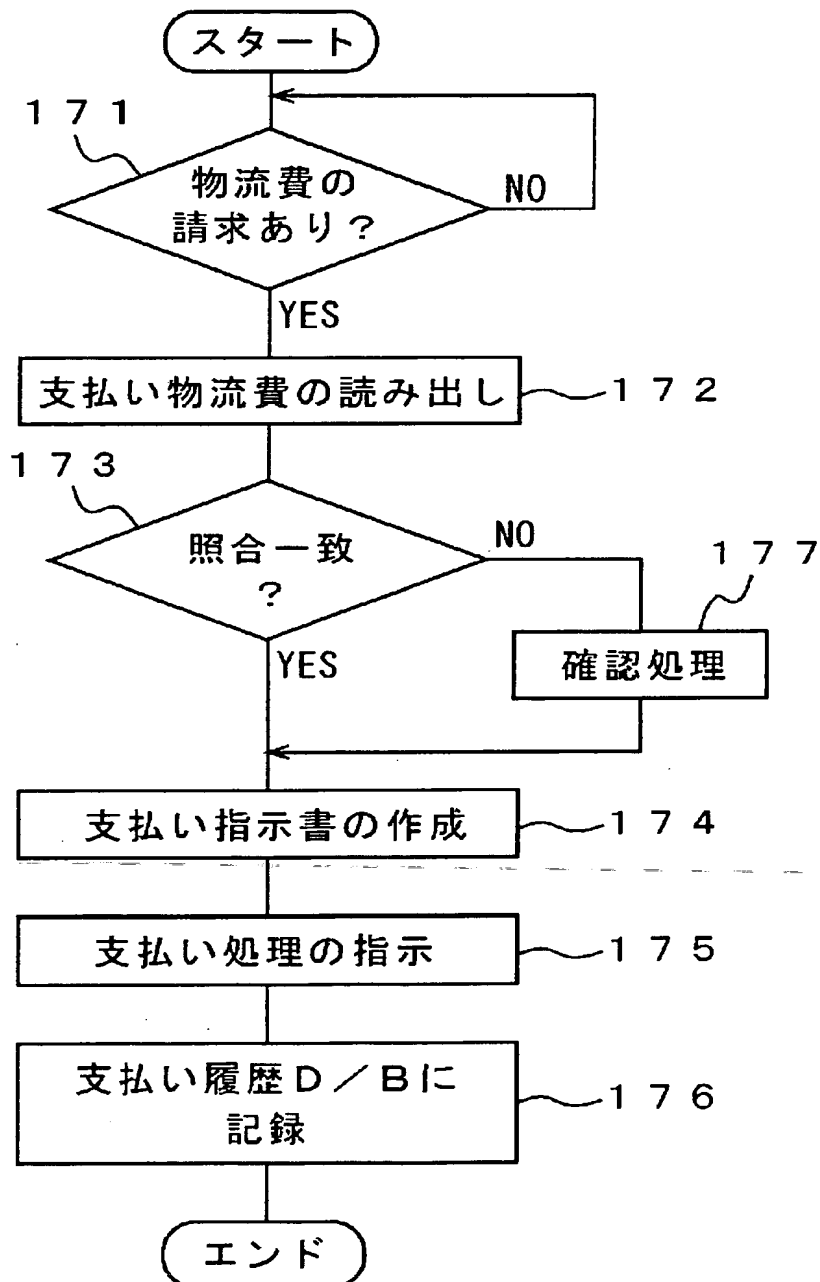 スタート
171
物流費の
請求あり?
NO
YES
支払い物流費の読み出し
172
173
照合一致
?
NO
177
YES
確認処理
支払い指示書の作成
174
支払い処理の指示
175
支払い履歴D/Bに
記録
176
エンド